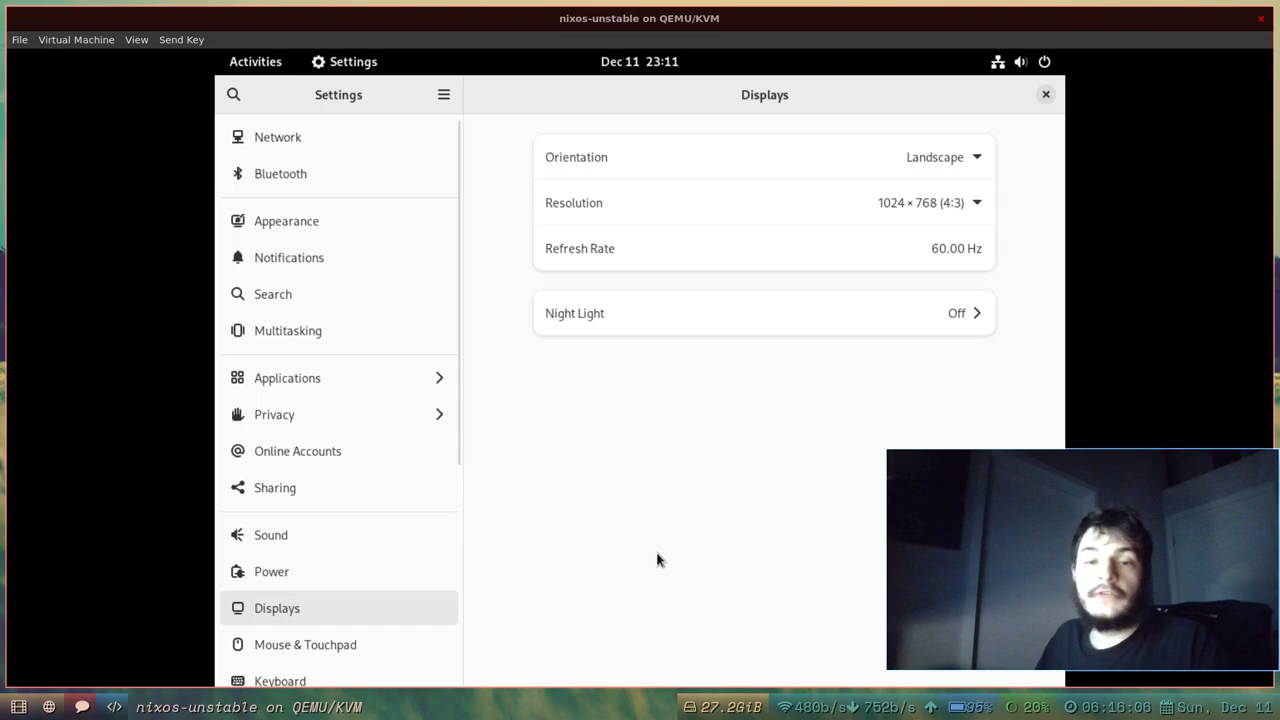 nixos-unstable on QEMU/KVM
File Virtual Machine View Send Key
Activities Settings Dec 11 23:11
Settings Displays
Network
Bluetooth
Appearance
Notifications
Search
Multitasking
Applications
Privacy
Online Accounts
Sharing
Sound
Power
Displays
Mouse & Touchpad
Keyboard
Orientation Landscape
Resolution 1024 × 768 (4:3)
Refresh Rate 60.00 Hz
Night Light Off
nixos-unstable on QEMU/KVM 27.2GiB 480b/s 752b/s 95% 20% 06:16:06 Sun, Dec 11